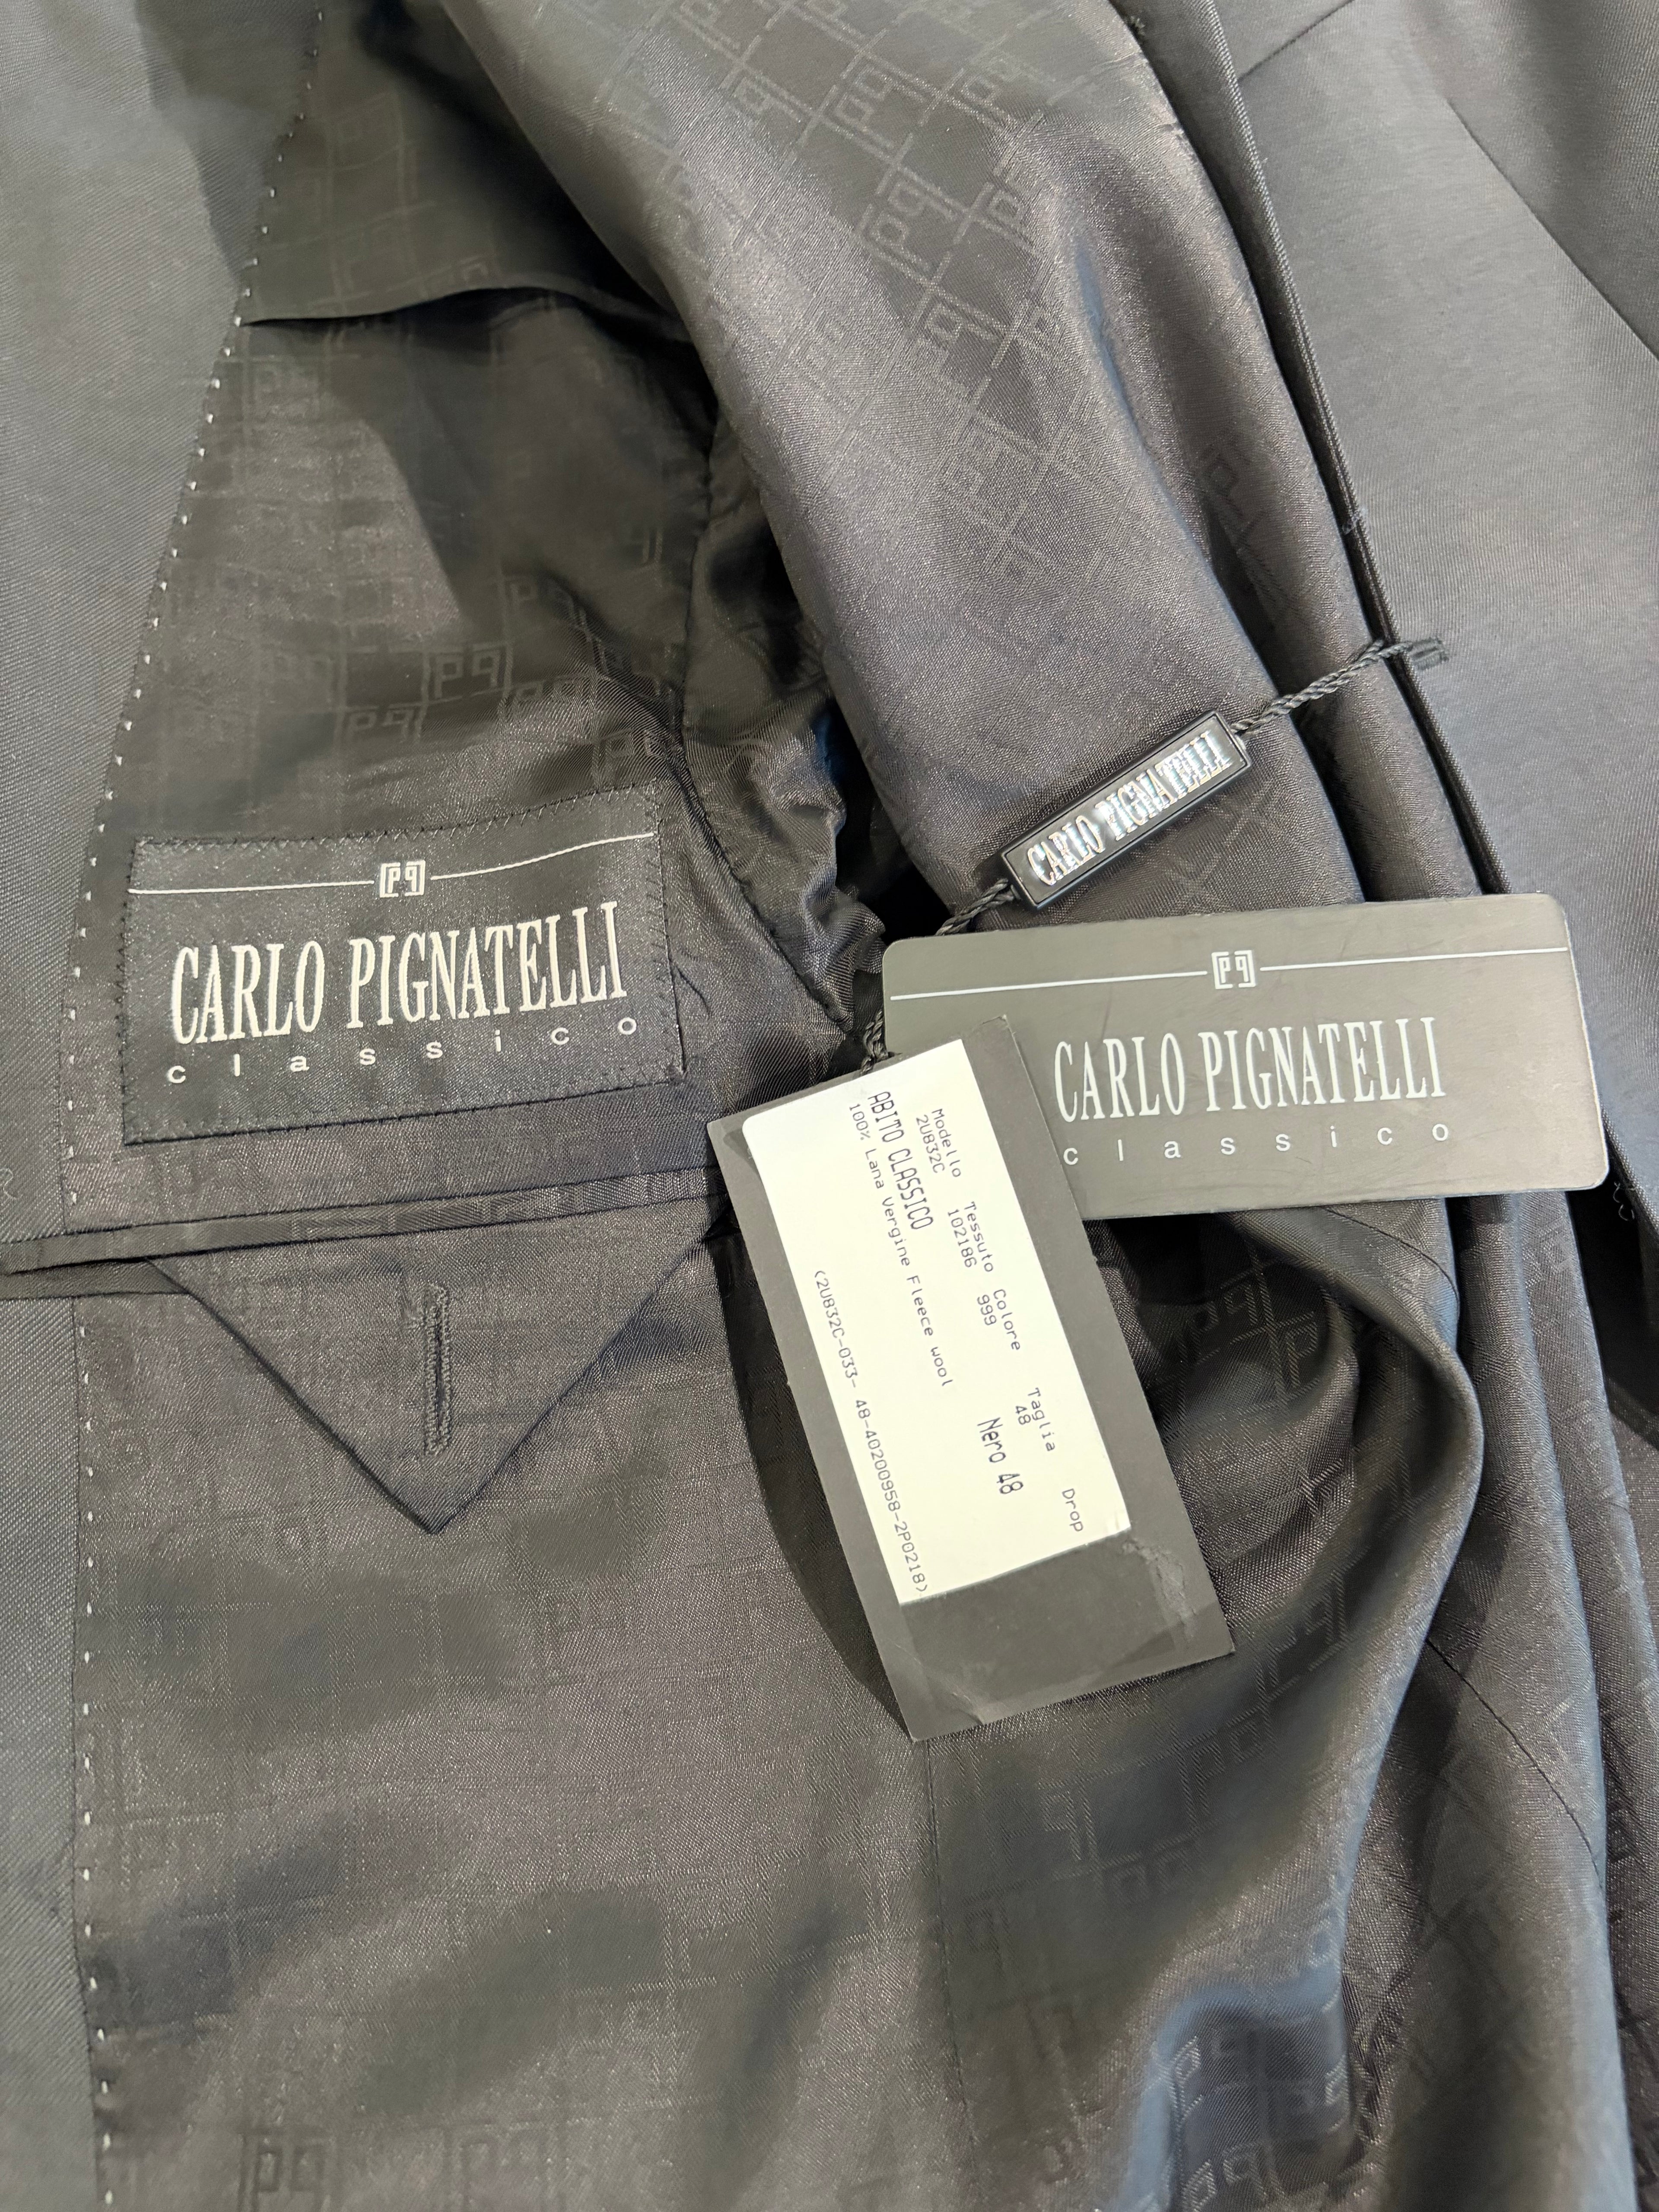 CARLO PIGNATELLI
CARLO PIGNATELLI
classico
CARLO PIGNATELLI
classico
Modello Tessuto Colore Taglia Drop
2U832C 102186 999 48
ABITO CLASSICO Nero 48
100% Lana Vergine Fleece wool
(2U832C-033- 48-40200958-2P0218)